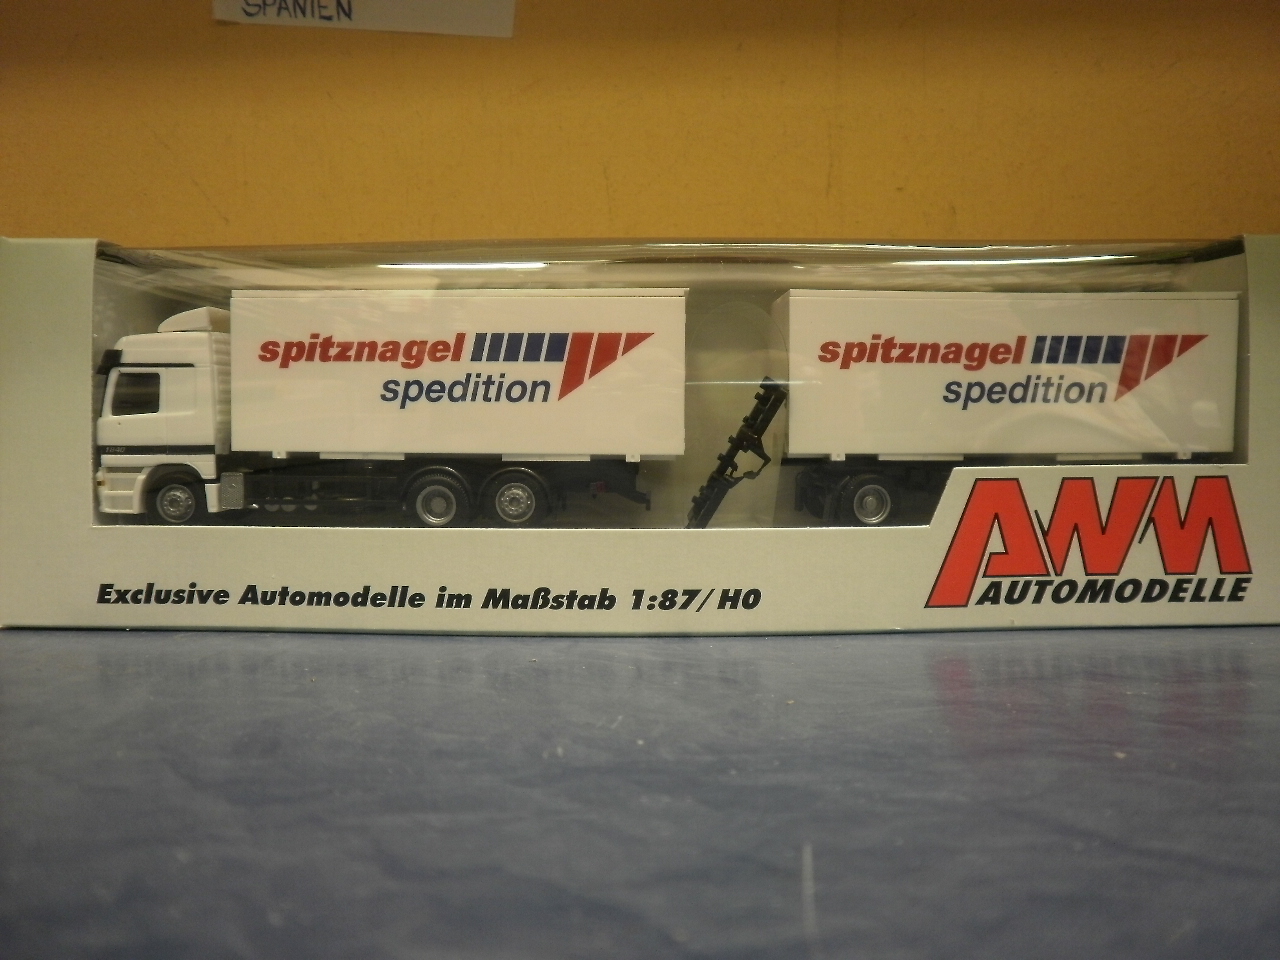 SPANIEN
spitznagel
spedition
spitznagel
spedition
Exclusive Automodelle im Maßstab 1:87/H0
AWM
AUTOMODELLE